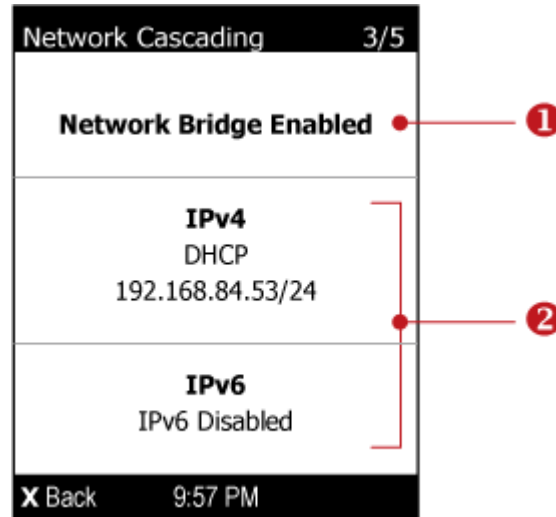 Network Cascading 3/5
Network Bridge Enabled
1
IPv4
DHCP
192.168.84.53/24
2
IPv6
IPv6 Disabled
X Back 9:57 PM